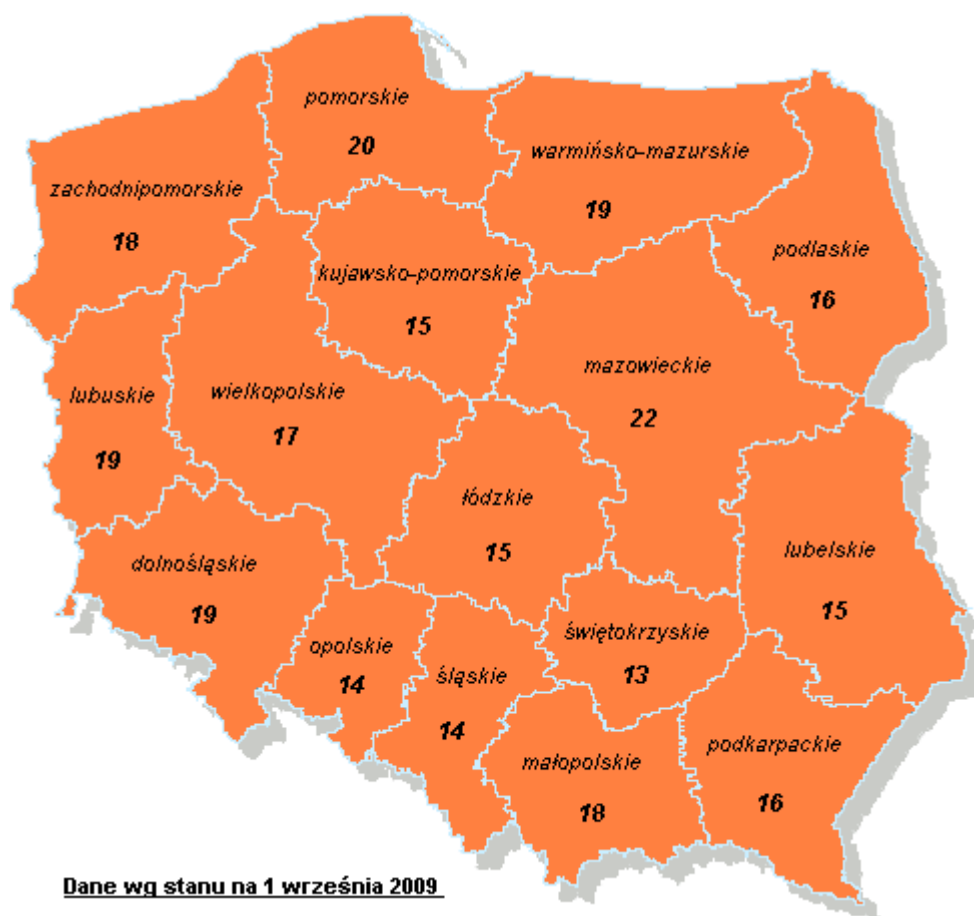 pomorskie
20
warmińsko-mazurskie
19
zachodnipomorskie
18
podlaskie
16
kujawsko-pomorskie
15
mazowieckie
22
lubuskie
19
wielkopolskie
17
łódzkie
15
lubelskie
15
dolnośląskie
19
opolskie
14
śląskie
14
świętokrzyskie
13
małopolskie
18
podkarpackie
16
Dane wg stanu na 1 września 2009